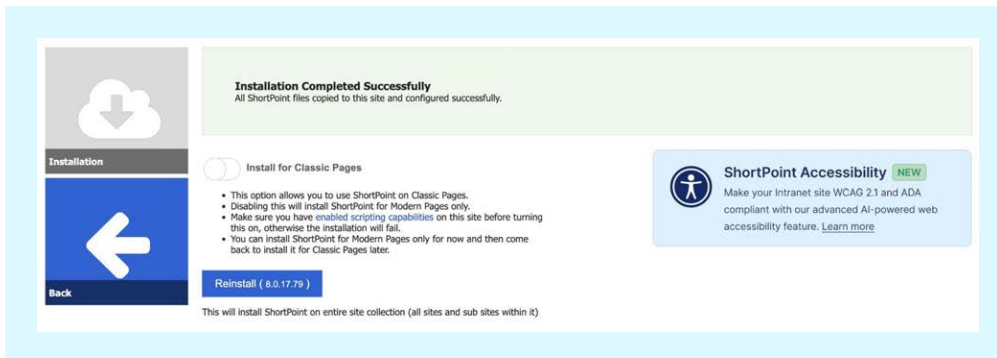 Installation Completed Successfully
All ShortPoint files copied to this site and configured successfully.
Installation
Install for Classic Pages
• This option allows you to use ShortPoint on Classic Pages.
• Disabling this will install ShortPoint for Modern Pages only.
• Make sure you have enabled scripting capabilities on this site before turning
this on, otherwise the installation will fail.
• You can install ShortPoint for Modern Pages only for now and then come
back to install it for Classic Pages later.
ShortPoint Accessibility NEW
Make your Intranet site WCAG 2.1 and ADA
compliant with our advanced AI-powered web
accessibility feature. Learn more
Back
Reinstall ( 8.0.17.79 )
This will install ShortPoint on entire site collection (all sites and sub sites within it)